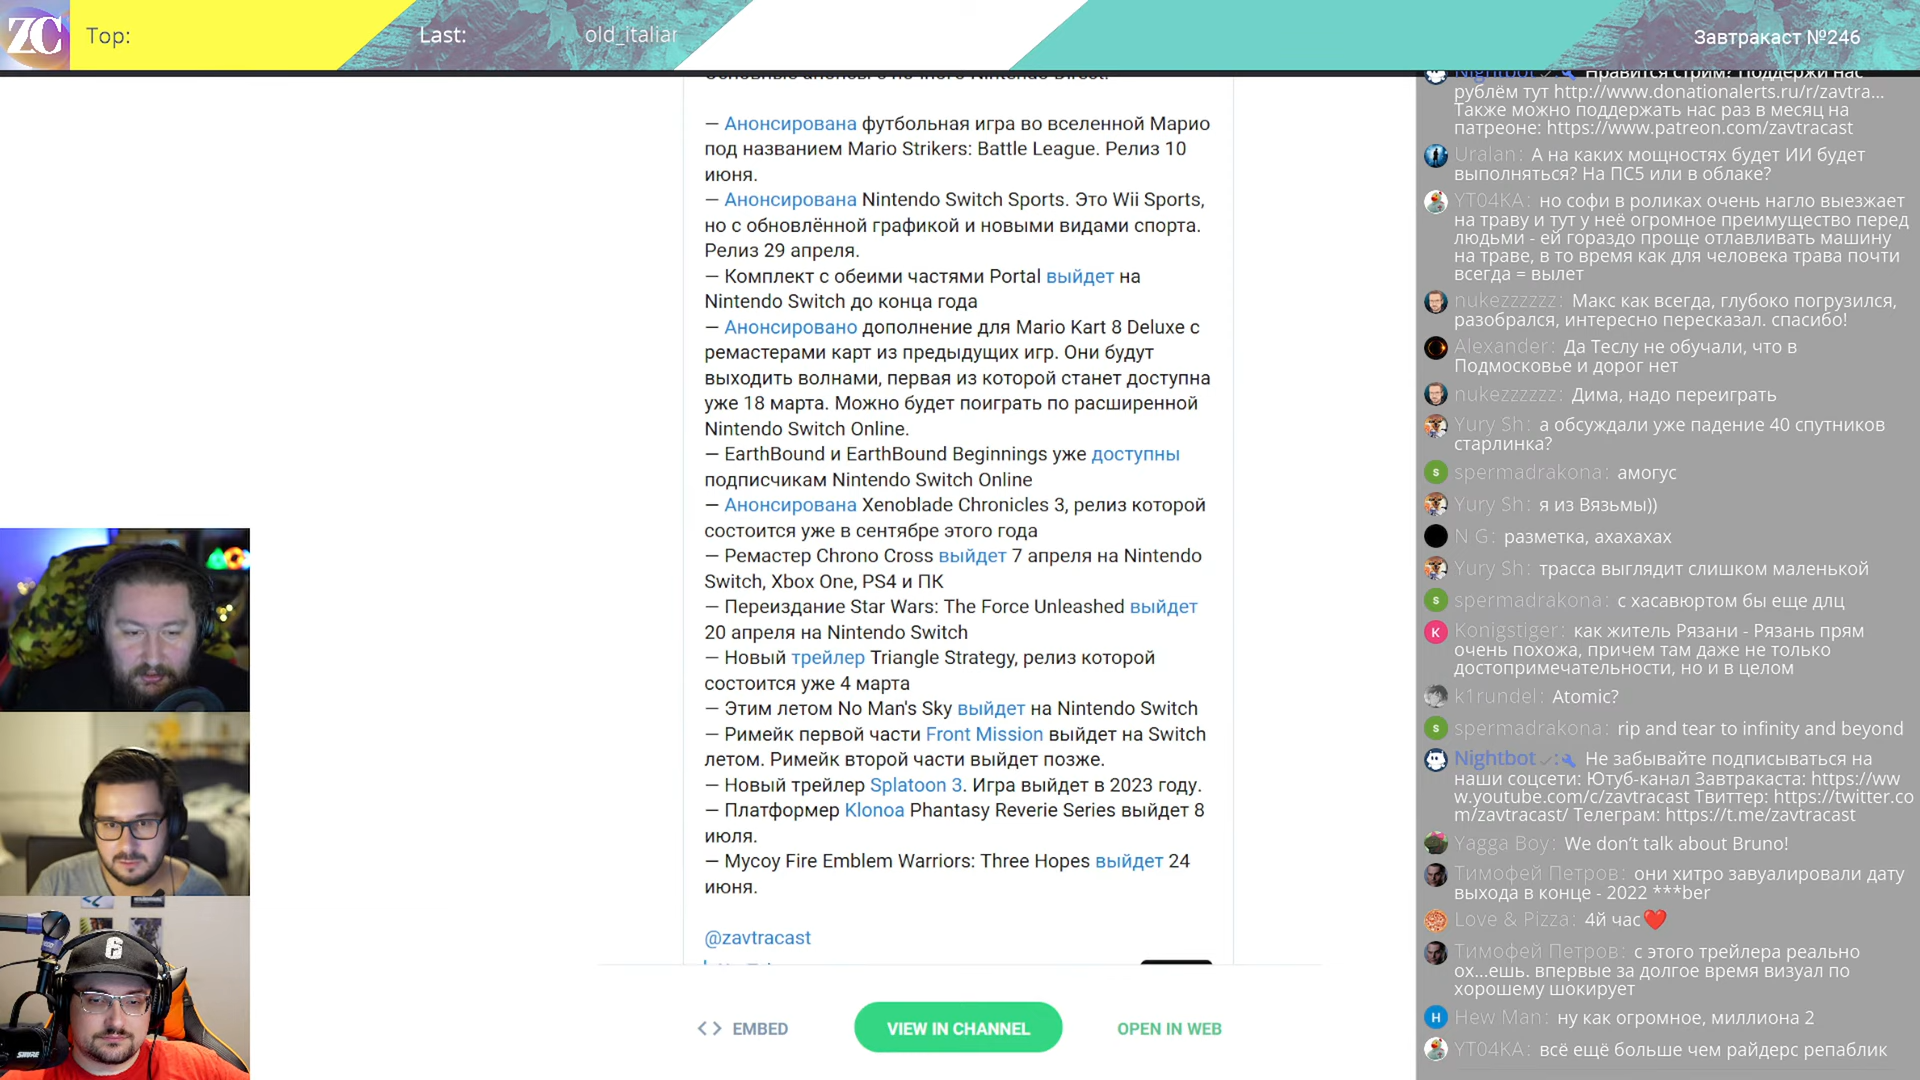 ZC
Top:
Last:
old_italiar
Завтракаст №246
— Анонсирована футбольная игра во вселенной Марио
под названием Mario Strikers: Battle League. Релиз 10
июня.
— Анонсирована Nintendo Switch Sports. Это Wii Sports,
но с обновлённой графикой и новыми видами спорта.
Релиз 29 апреля.
— Комплект с обеими частями Portal выйдет на
Nintendo Switch до конца года
— Анонсировано дополнение для Mario Kart 8 Deluxe с
ремастерами карт из предыдущих игр. Они будут
выходить волнами, первая из которой станет доступна
уже 18 марта. Можно будет поиграть по расширенной
Nintendo Switch Online.
— EarthBound и EarthBound Beginnings уже доступны
подписчикам Nintendo Switch Online
— Анонсирована Xenoblade Chronicles 3, релиз которой
состоится уже в сентябре этого года
— Ремастер Chrono Cross выйдет 7 апреля на Nintendo
Switch, Xbox One, PS4 и ПК
— Переиздание Star Wars: The Force Unleashed выйдет
20 апреля на Nintendo Switch
— Новый трейлер Triangle Strategy, релиз которой
состоится уже 4 марта
— Этим летом No Man's Sky выйдет на Nintendo Switch
— Римейк первой части Front Mission выйдет на Switch
летом. Римейк второй части выйдет позже.
— Новый трейлер Splatoon 3. Игра выйдет в 2023 году.
— Платформер Klonoa Phantasy Reverie Series выйдет 8
июля.
— Мусоу Fire Emblem Warriors: Three Hopes выйдет 24
июня.
@zavtracast
EMBED
VIEW IN CHANNEL
OPEN IN WEB
Nightbot: Нравится стрим? Поддержи нас
рублём тут http://www.donationalerts.ru/r/zavtra...
Также можно поддержать нас раз в месяц на
патреоне: https://www.patreon.com/zavtracast
Uralan: А на каких мощностях будет ИИ будет
выполняться? На ПС5 или в облаке?
YT04KA: но софи в роликах очень нагло выезжает
на траву и тут у неё огромное преимущество перед
людьми - ей гораздо проще отлавливать машину
на траве, в то время как для человека трава почти
всегда = вылет
nukezzzzzz: Макс как всегда, глубоко погрузился,
разобрался, интересно пересказал. спасибо!
Alexander: Да Теслу не обучали, что в
Подмосковье и дорог нет
nukezzzzzz: Дима, надо переиграть
Yury Sh: а обсуждали уже падение 40 спутников
старлинка?
spermadrakona: амогус
Yury Sh: я из Вязьмы))
N G: разметка, ахахахах
Yury Sh: трасса выглядит слишком маленькой
spermadrakona: с хасавюртом бы еще длц
Konigstiger: как житель Рязани - Рязань прям
очень похожа, причем там даже не только
достопримечательности, но и в целом
k1rundel: Atomic?
spermadrakona: rip and tear to infinity and beyond
Nightbot: Не забывайте подписываться на
наши соцсети: Ютуб-канал Завтракаста: https://ww
w.youtube.com/c/zavtracast Твиттер: https://twitter.co
m/zavtracast/ Телеграм: https://t.me/zavtracast
Yagga Boy: We don’t talk about Bruno!
Тимофей Петров: они хитро завуалировали дату
выхода в конце - 2022 ***ber
Love & Pizza: 4й час❤️
Тимофей Петров: с этого трейлера реально
ох...ешь. впервые за долгое время визуал по
хорошему шокирует
Hew Man: ну как огромное, миллиона 2
YT04KA: всё ещё больше чем райдерс репаблик